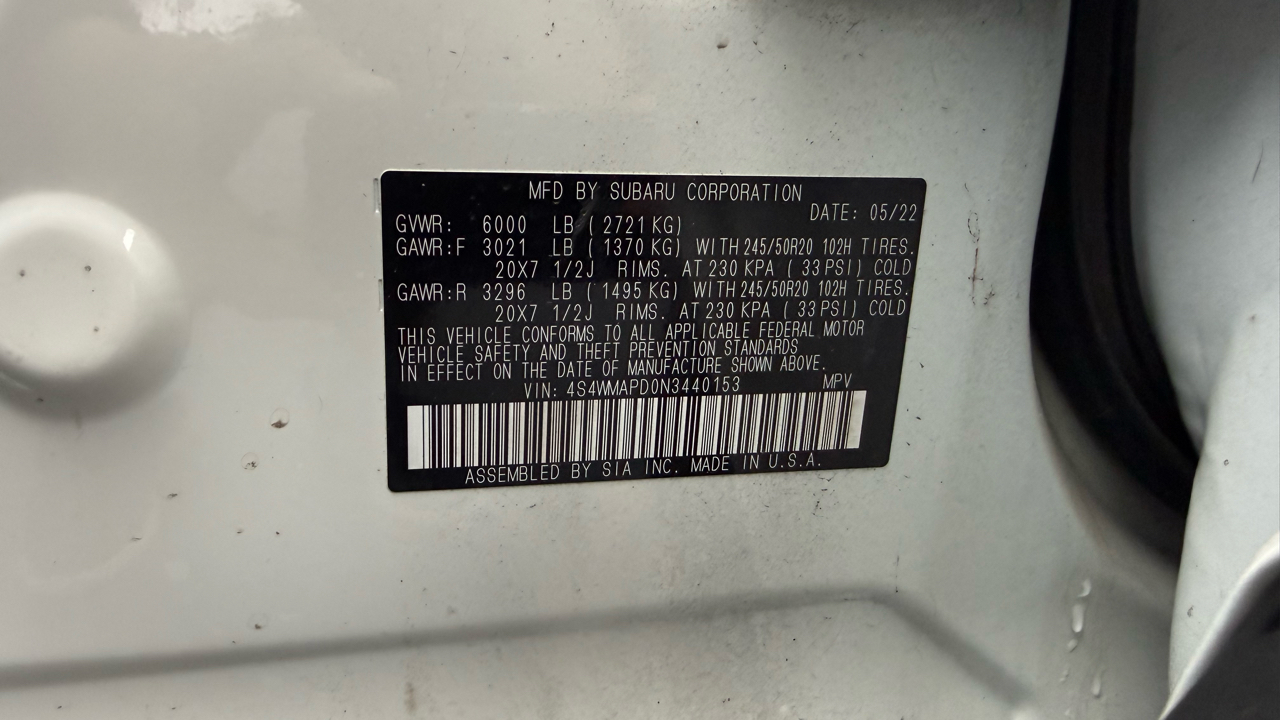 MFD BY SUBARU CORPORATION
DATE: 05/22
GVWR: 6000 LB ( 2721 KG)
GAWR:F 3021 LB ( 1370 KG) WITH 245/50R20 102H TIRES.
20X7 1/2J RIMS. AT 230 KPA ( 33 PSI) COLD
GAWR:R 3296 LB ( 1495 KG) WITH 245/50R20 102H TIRES.
20X7 1/2J RIMS. AT 230 KPA ( 33 PSI) COLD
THIS VEHICLE CONFORMS TO ALL APPLICABLE FEDERAL MOTOR
VEHICLE SAFETY AND THEFT PREVENTION STANDARDS
IN EFFECT ON THE DATE OF MANUFACTURE SHOWN ABOVE.
VIN: 4S4WMAPD0N3440153 MPV
ASSEMBLED BY SIA INC. MADE IN U.S.A.